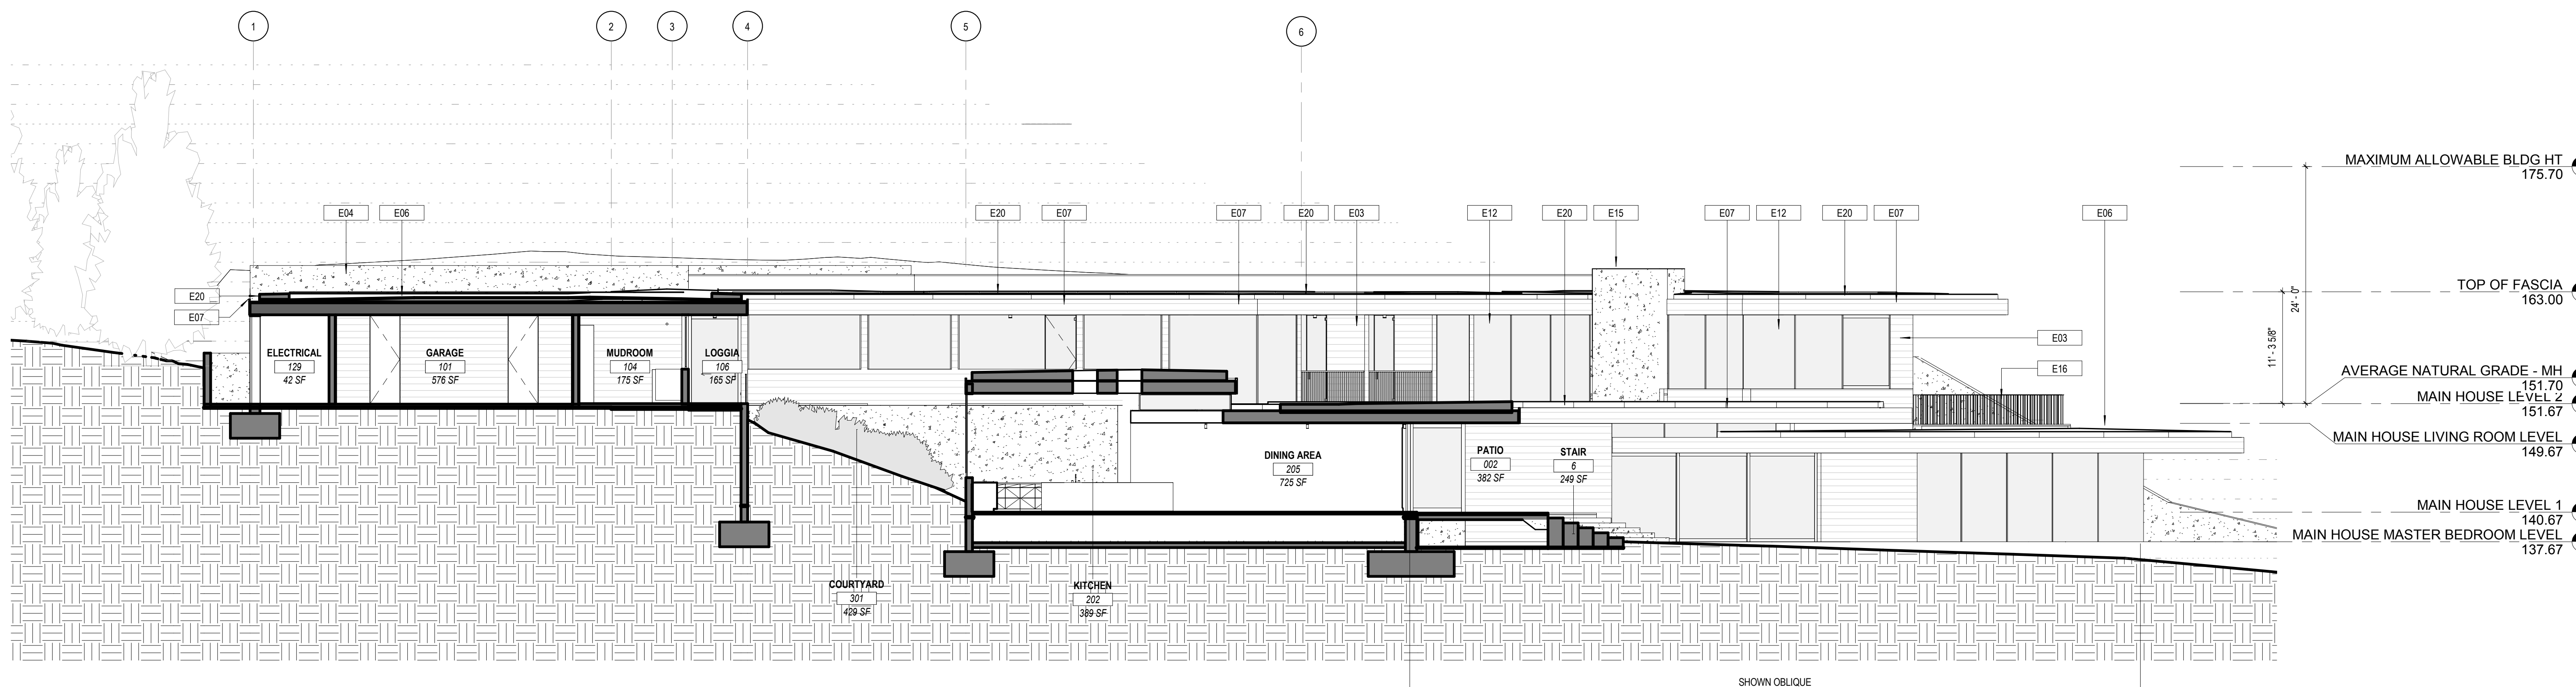 1
2
3
4
5
6
E04
E06
E20
E07
E07
E20
E03
E12
E20
E15
E07
E12
E20
E07
E06
MAXIMUM ALLOWABLE BLDG HT
175.70
TOP OF FASCIA
163.00
24' - 0"
11' - 3 5/8"
E20
E07
E03
E16
AVERAGE NATURAL GRADE - MH
151.70
MAIN HOUSE LEVEL 2
151.67
MAIN HOUSE LIVING ROOM LEVEL
149.67
MAIN HOUSE LEVEL 1
140.67
MAIN HOUSE MASTER BEDROOM LEVEL
137.67
ELECTRICAL
129
42 SF
GARAGE
101
576 SF
MUDROOM
104
175 SF
LOGGIA
106
165 SF
DINING AREA
205
725 SF
PATIO
002
382 SF
STAIR
6
249 SF
COURTYARD
301
429 SF
KITCHEN
202
389 SF
SHOWN OBLIQUE